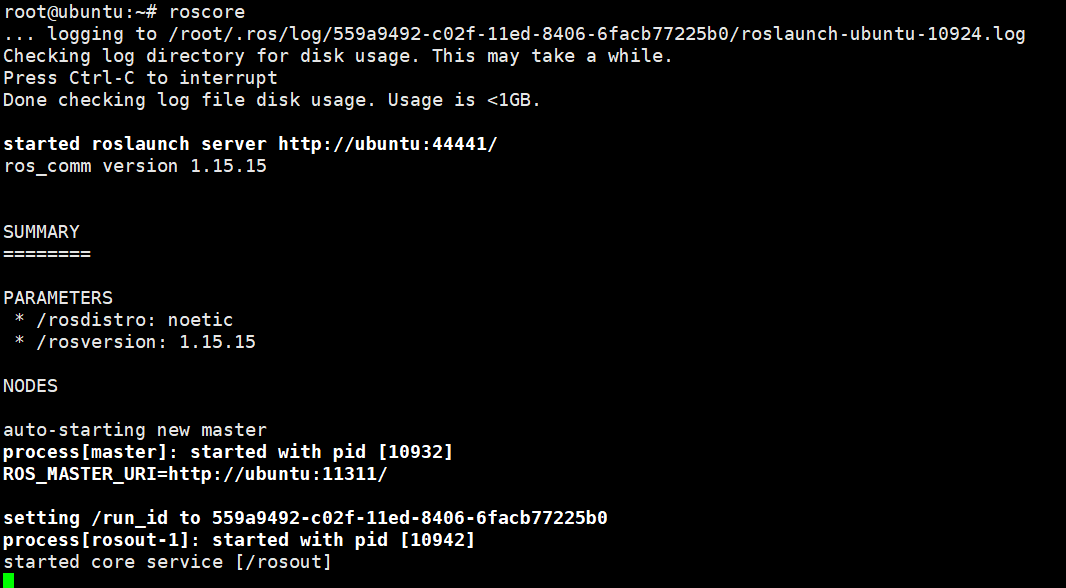 root@ubuntu:~# roscore
... logging to /root/.ros/log/559a9492-c02f-11ed-8406-6facb77225b0/roslaunch-ubuntu-10924.log
Checking log directory for disk usage. This may take a while.
Press Ctrl-C to interrupt
Done checking log file disk usage. Usage is <1GB.

started roslaunch server http://ubuntu:44441/
ros_comm version 1.15.15


SUMMARY
========

PARAMETERS
 * /rosdistro: noetic
 * /rosversion: 1.15.15

NODES

auto-starting new master
process[master]: started with pid [10932]
ROS_MASTER_URI=http://ubuntu:11311/

setting /run_id to 559a9492-c02f-11ed-8406-6facb77225b0
process[rosout-1]: started with pid [10942]
started core service [/rosout]